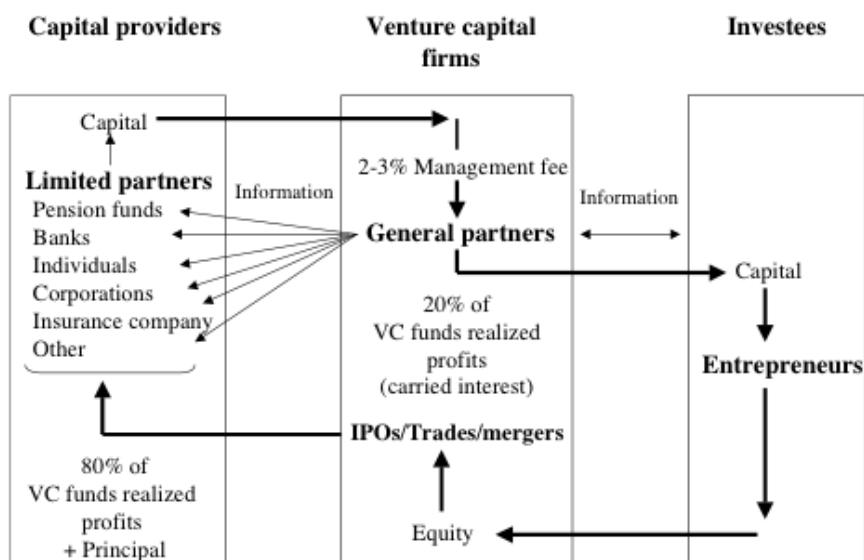 Capital providers
Venture capital
firms
Investees
Capital
Limited partners
Pension funds
Banks
Individuals
Corporations
Insurance company
Other
80% of
VC funds realized
profits
+ Principal
Information
2-3% Management fee
General partners
20% of
VC funds realized
profits
(carried interest)
IPOs/Trades/mergers
Equity
Information
Capital
Entrepreneurs